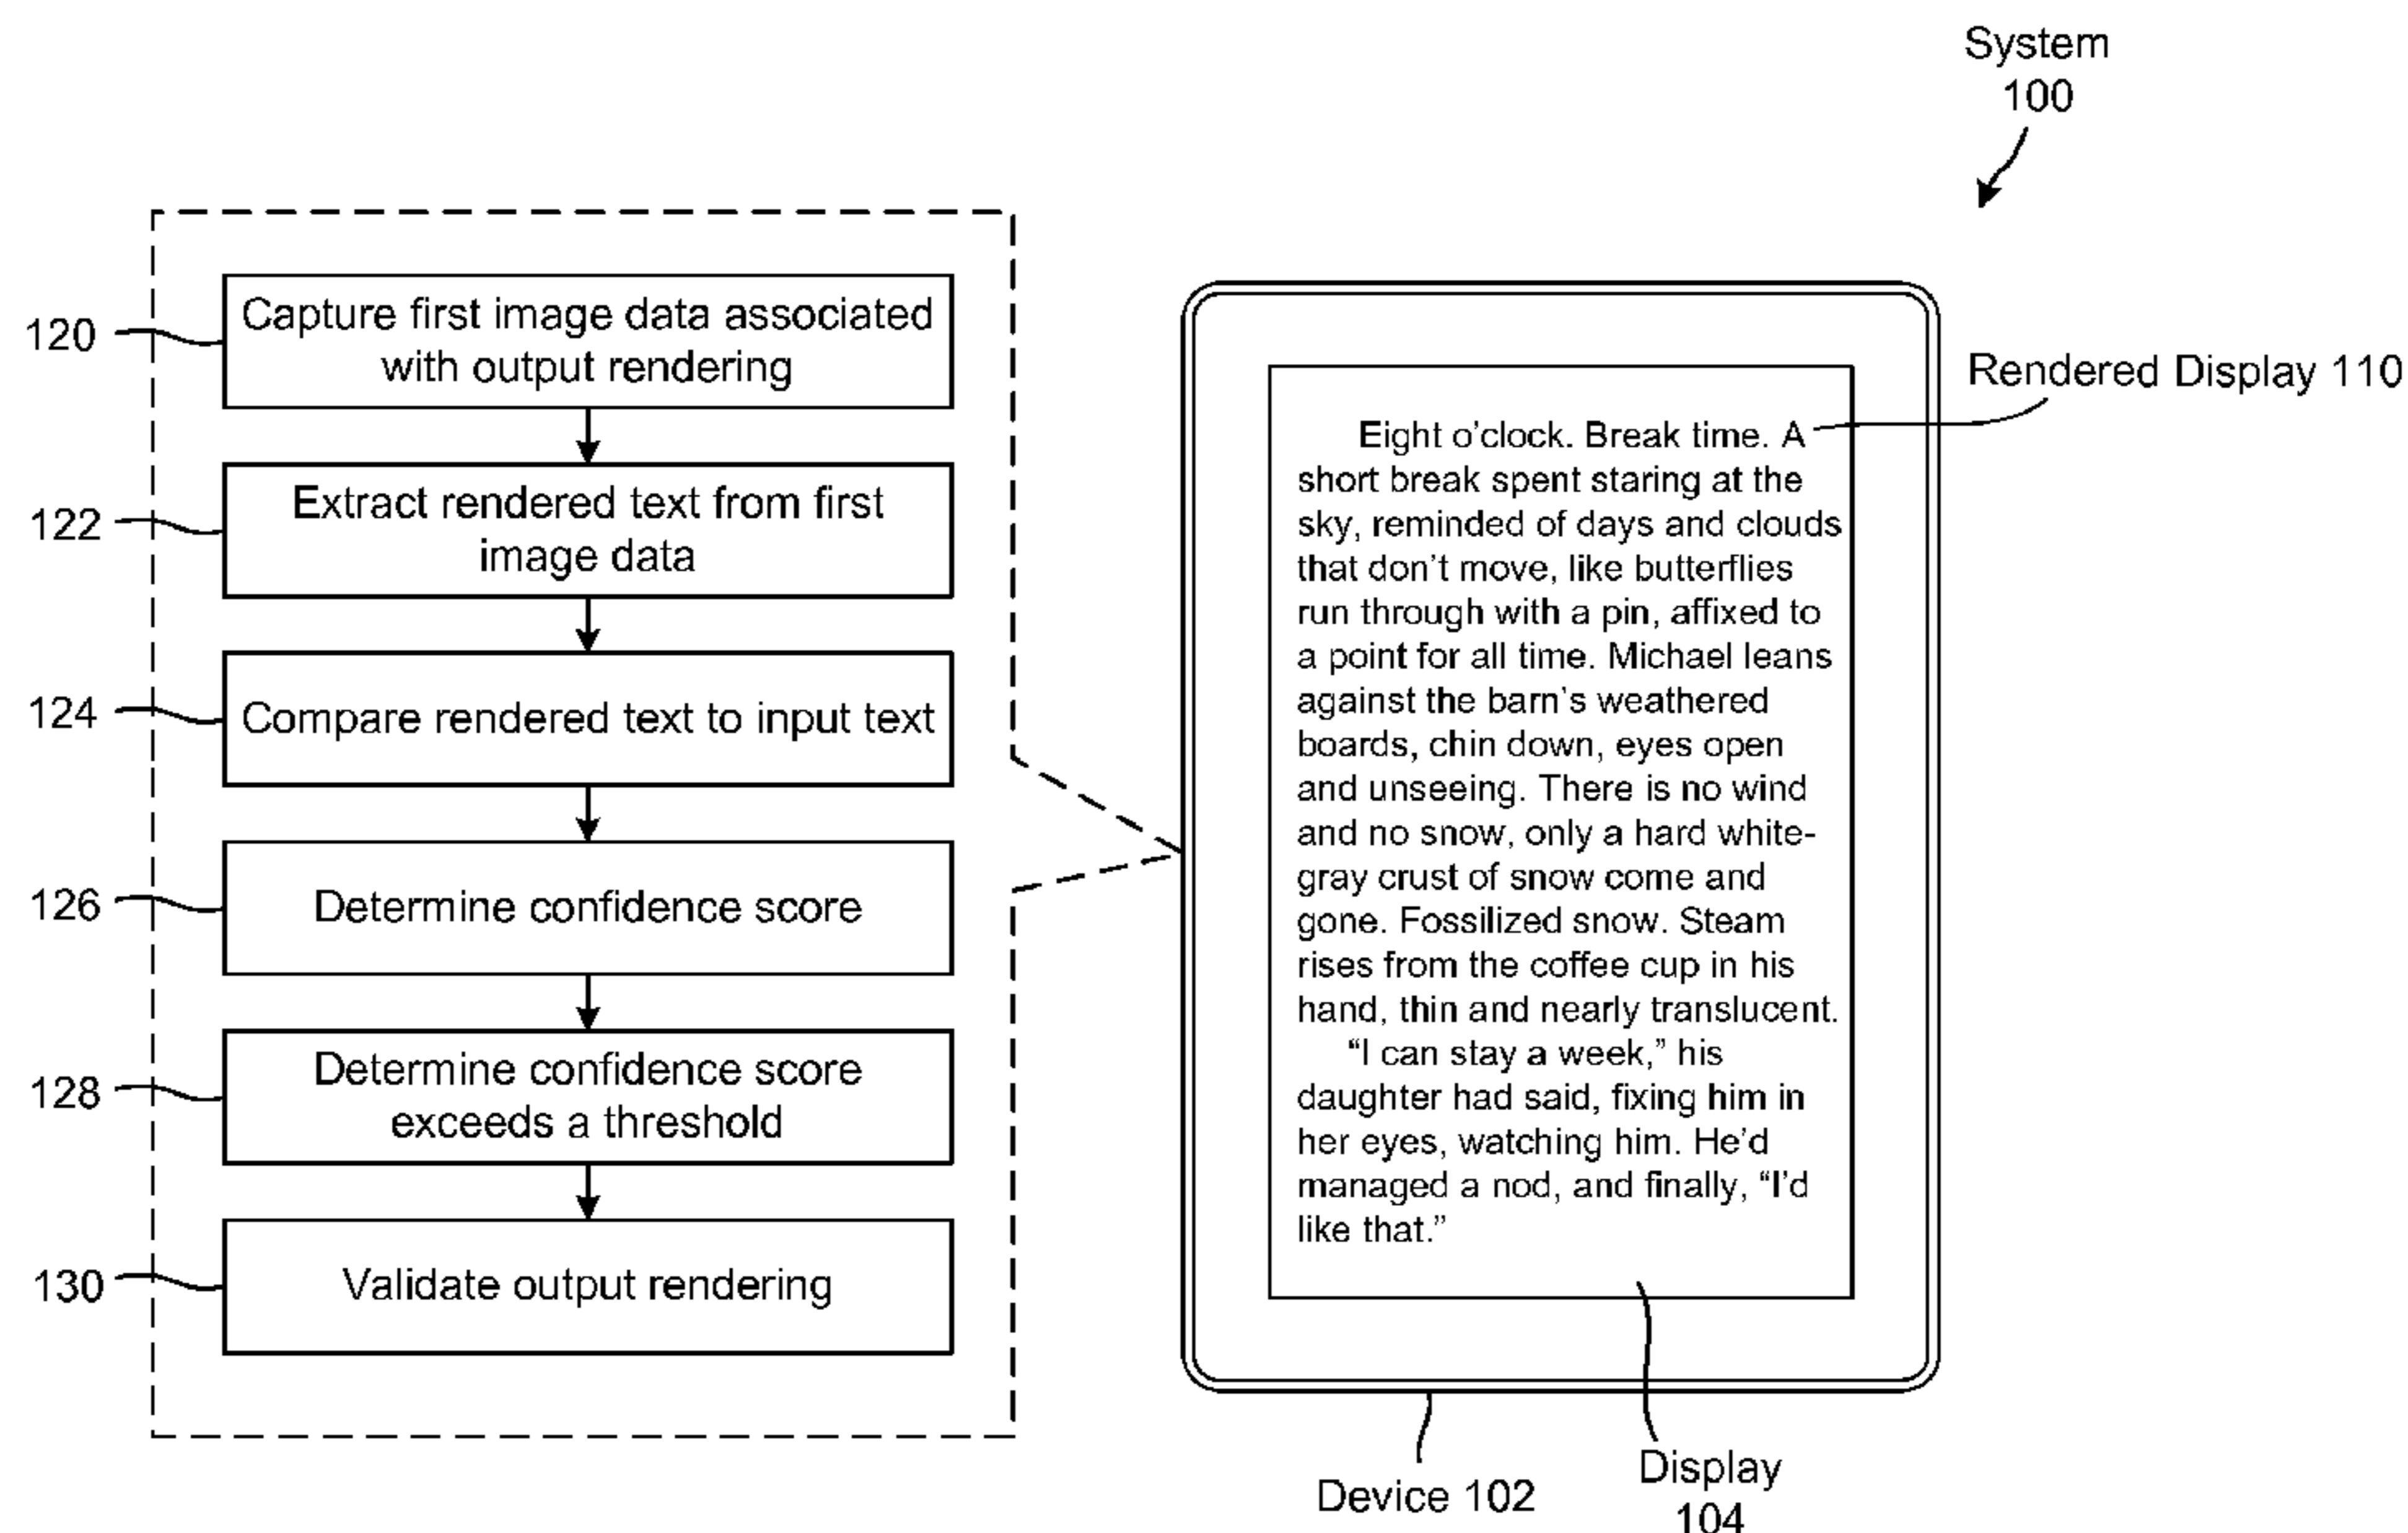 System
100
120
Capture first image data associated
with output rendering
122
Extract rendered text from first
image data
124
Compare rendered text to input text
126
Determine confidence score
128
Determine confidence score
exceeds a threshold
130
Validate output rendering
Rendered Display 110
Eight o’clock. Break time. A
short break spent staring at the
sky, reminded of days and clouds
that don’t move, like butterflies
run through with a pin, affixed to
a point for all time. Michael leans
against the barn’s weathered
boards, chin down, eyes open
and unseeing. There is no wind
and no snow, only a hard white-
gray crust of snow come and
gone. Fossilized snow. Steam
rises from the coffee cup in his
hand, thin and nearly translucent.
“I can stay a week,” his
daughter had said, fixing him in
her eyes, watching him. He’d
managed a nod, and finally, “I’d
like that.”
Device 102
Display
104